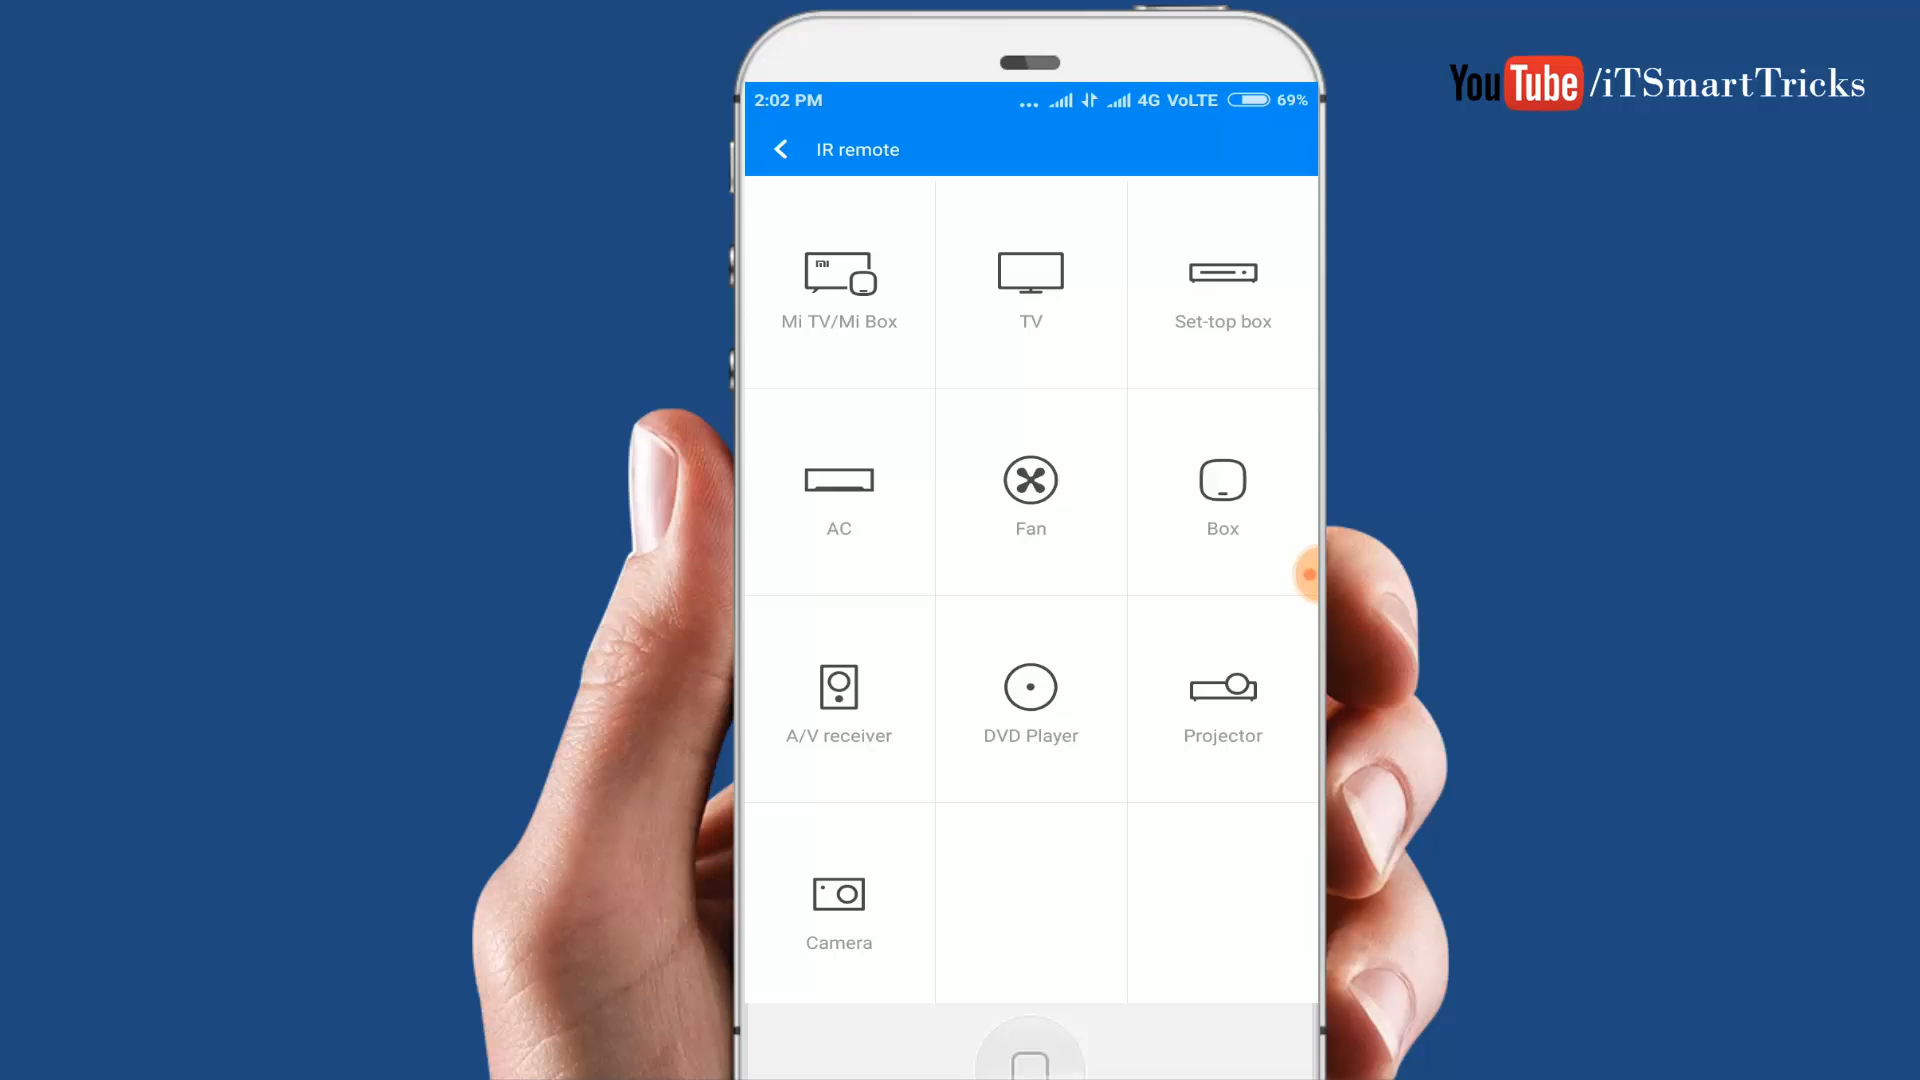 YouTube/iTSmartTricks
2:02 PM ... 4G VoLTE 69%
IR remote
mi
Mi TV/Mi Box
TV
Set-top box
AC
Fan
Box
A/V receiver
DVD Player
Projector
Camera